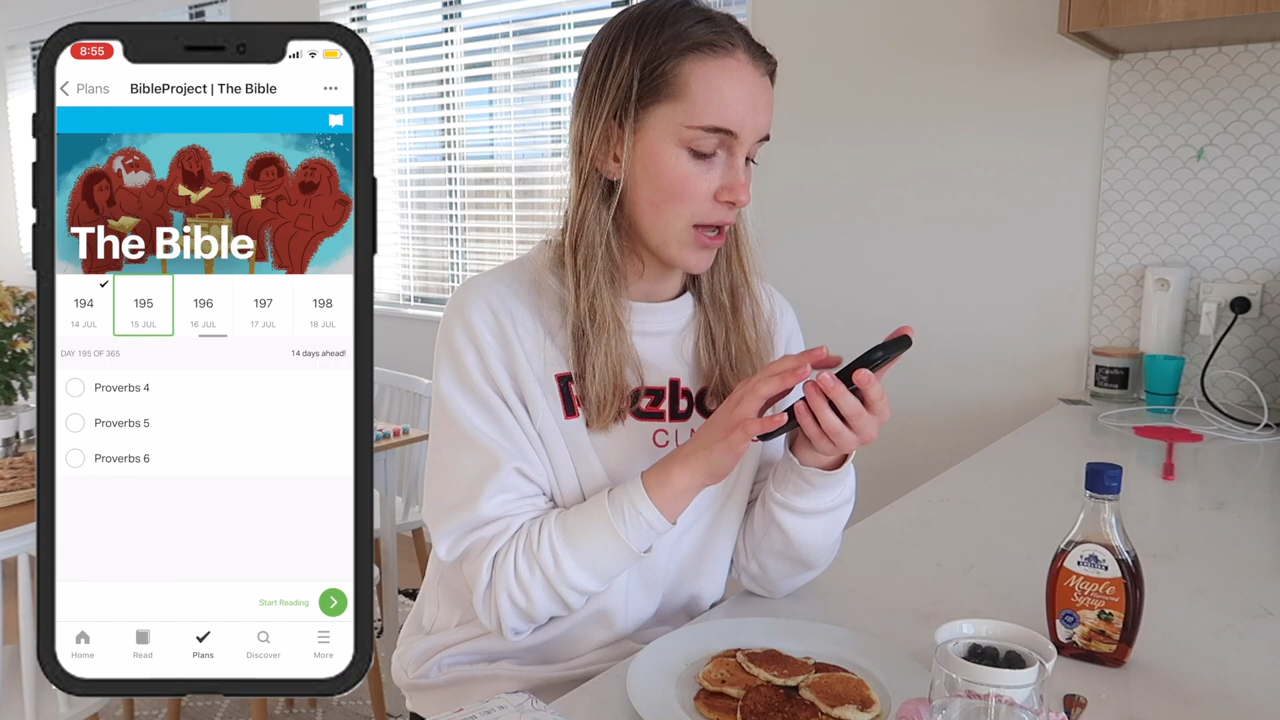 8:55
Plans
BibleProject | The Bible
The Bible
194
14 JUL
195
15 JUL
196
16 JUL
197
17 JUL
198
18 JUL
DAY 195 OF 365
14 days ahead!
Proverbs 4
Proverbs 5
Proverbs 6
Start Reading
Home
Read
Plans
Discover
More
CHELSEA
Maple
Flavoured
Syrup